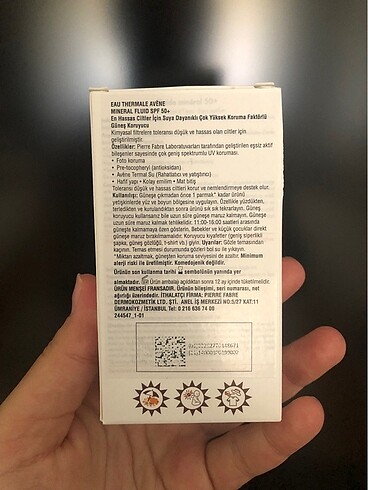 EAU THERMALE AVÈNE
MINERAL FLUID SPF 50+
En Hassas Ciltler İçin Suya Dayanıklı Çok Yüksek Koruma Faktörlü
Güneş Koruyucu
Kimyasal filtrelere toleransı düşük ve hassas olan ciltler için
geliştirilmiştir.
Özellikler: Pierre Fabre Laboratuvarları tarafından geliştirilen eşsiz aktif
bileşenler sayesinde çok geniş spektrumlu UV koruması.
• Foto koruma
• Pre-tocopheryl (antioksidan)
• Avène Termal Su (Rahatlatıcı ve yatıştırıcı)
• Hafif yapı • Kolay emilim • Mat bitiş
Toleransı düşük ve hassas ciltleri korur ve nemlendirmeye destek olur.
Kullanılışı: Güneşe çıkmadan önce 1 parmak* kadar ürünü
yetişkinlerde yüz ve boyun bölgesine uygulayın. Özellikle yüzdükten,
terledikten ve kurulandıktan sonra ürünü sık sık tekrarlayın. Güneş
koruyucu kullansanız bile uzun süre güneşe maruz kalmayın. Güneşe
uzun süre maruz kalmak tehlikelidir. 11:00-16.00 saatleri arasında
güneşte kalmamaya özen gösterin. Bebekler ve küçük çocuklar direkt
güneşe maruz bırakılmamalıdır. Koruyucu kıyafetler (geniş siperlikli
şapka, güneş gözlüğü, t-shirt vb.) giyin. Uyarılar: Gözle temasından
kaçının. Temas etmesi durumunda gözleri bol su ile yıkayın.
*Miktarı azaltmak, güneşten koruma seviyesini de azaltır. Minimum
alerji riski ile üretilmiştir. Komedojenik değildir.
Ürünün son kullanma tarihi sembolünün yanında yer
almaktadır. Ürün ambalajı açıldıktan sonra 12 ay içinde tüketilmelidir.
ÜRÜN MENŞEİ FRANSADIR. Ürünün bileşimi, seri numarası, net
ağırlığı üzerindedir. İTHALATÇI FİRMA: PIERRE FABRE
DERMOKOZMETİK LTD. ŞTİ. ANEL İŞ MERKEZİ NO:5/27 KAT:11
ÜMRANİYE / İSTANBUL Tel: 0 216 636 74 00
244547_1-01